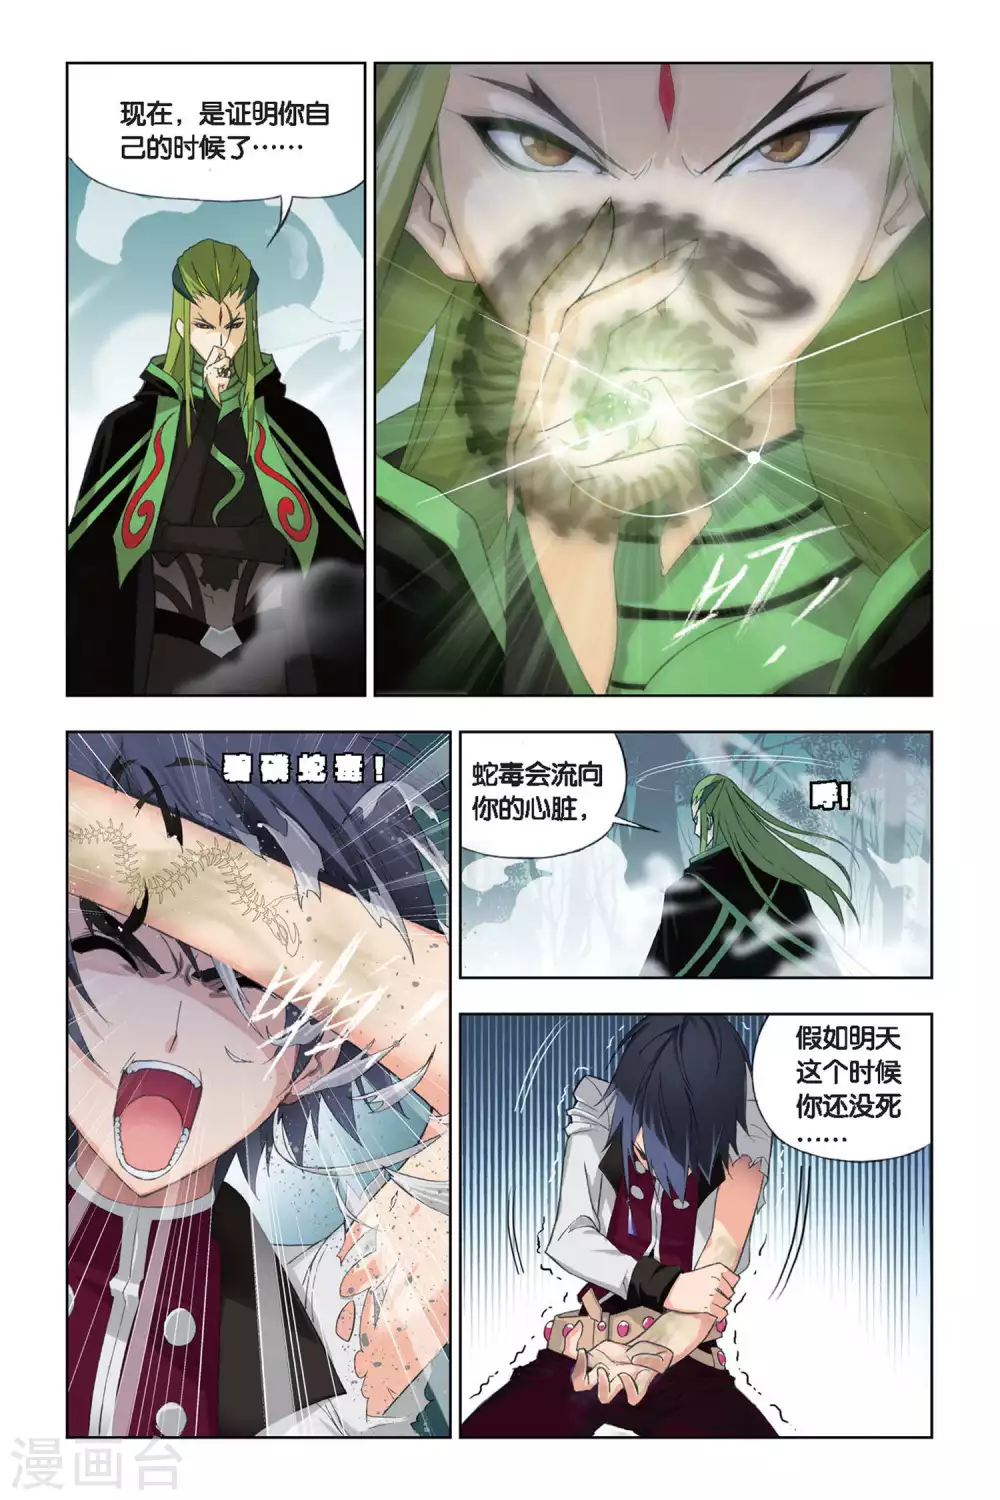 现在，是证明你自
己的时候了……
吖
碧磷蛇毒！
蛇毒会流向
你的心脏，
呼！
假如明天
这个时候
你还没死
……
漫画台